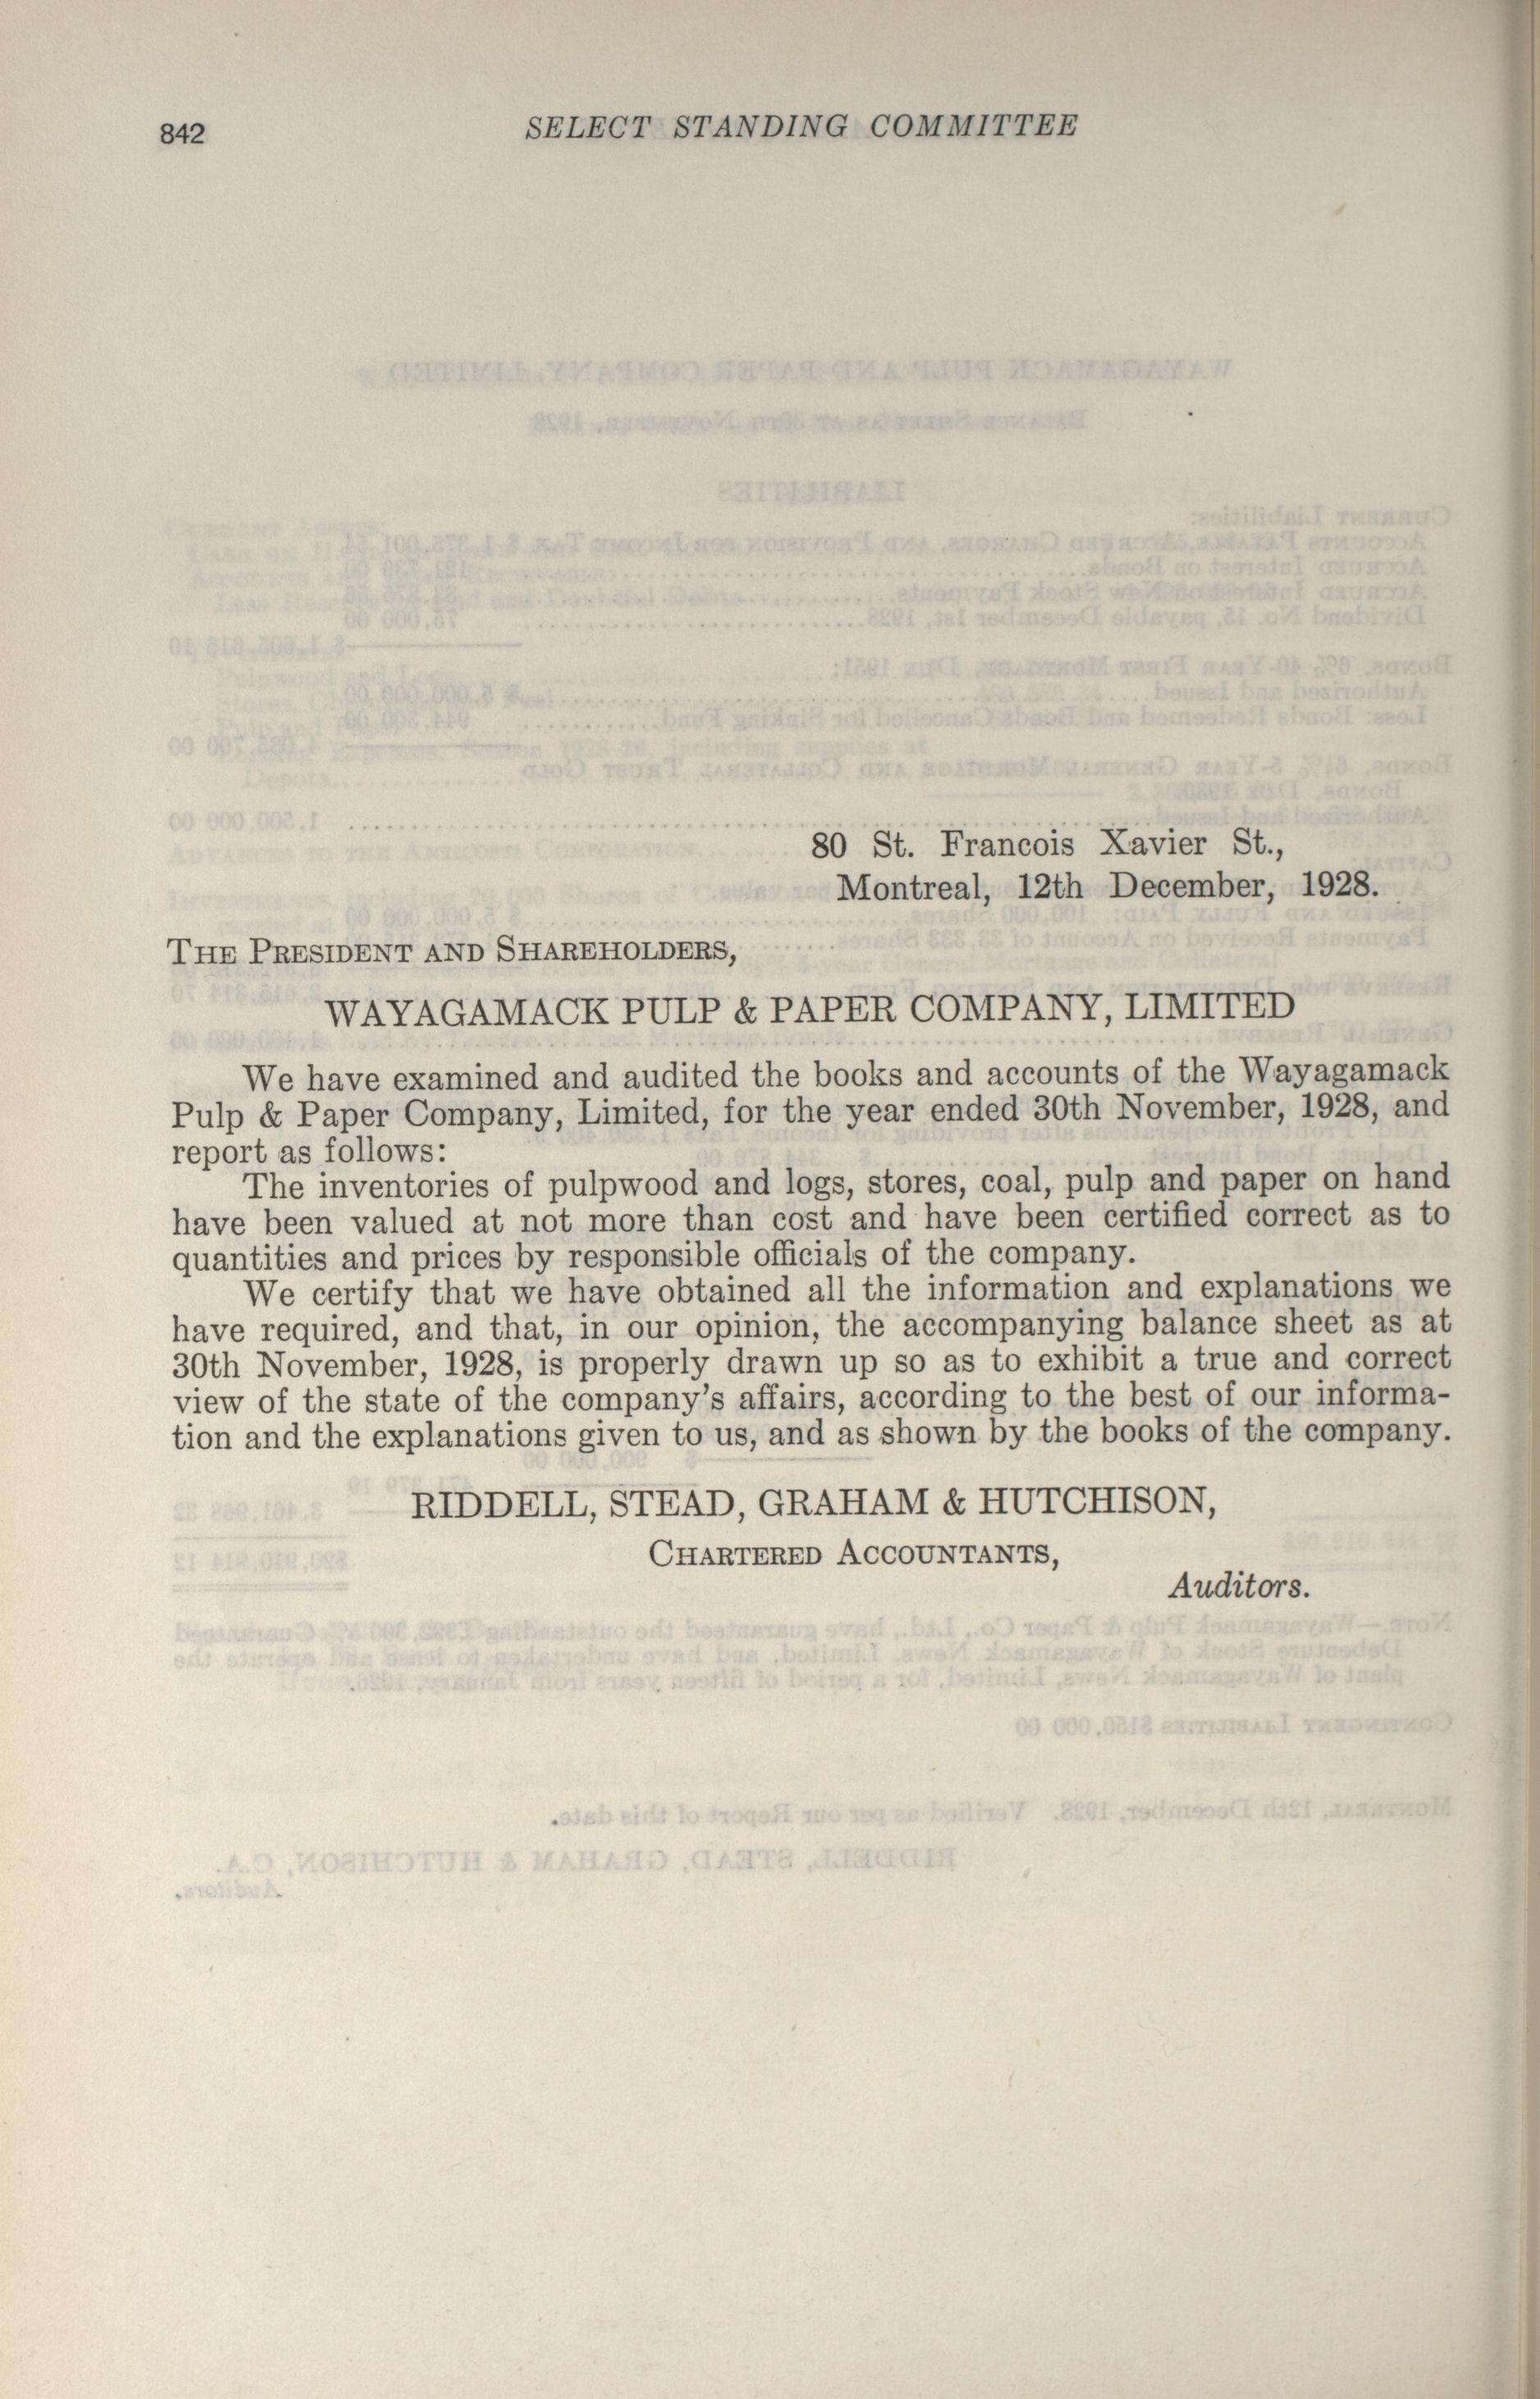 842
SELECT STANDING COMMITTEE
80 St. Francois Xavier St.,
Montreal, 12th December, 1928.
THE PRESIDENT AND SHAREHOLDERS,
WAYAGAMACK PULP & PAPER COMPANY, LIMITED
We have examined and audited the books and accounts of the Wayagamack
Pulp & Paper Company, Limited, for the year ended 30th November, 1928, and
report as follows:
The inventories of pulpwood and logs, stores, coal, pulp and paper on hand
have been valued at not more than cost and have been certified correct as to
quantities and prices by responsible officials of the company.
We certify that we have obtained all the information and explanations we
have required, and that, in our opinion, the accompanying balance sheet as at
30th November, 1928, is properly drawn up so as to exhibit a true and correct
view of the state of the company's affairs, according to the best of our informa-
tion and the explanations given to us, and as shown by the books of the company.
RIDDELL, STEAD, GRAHAM & HUTCHISON,
CHARTERED ACCOUNTANTS,
Auditors.